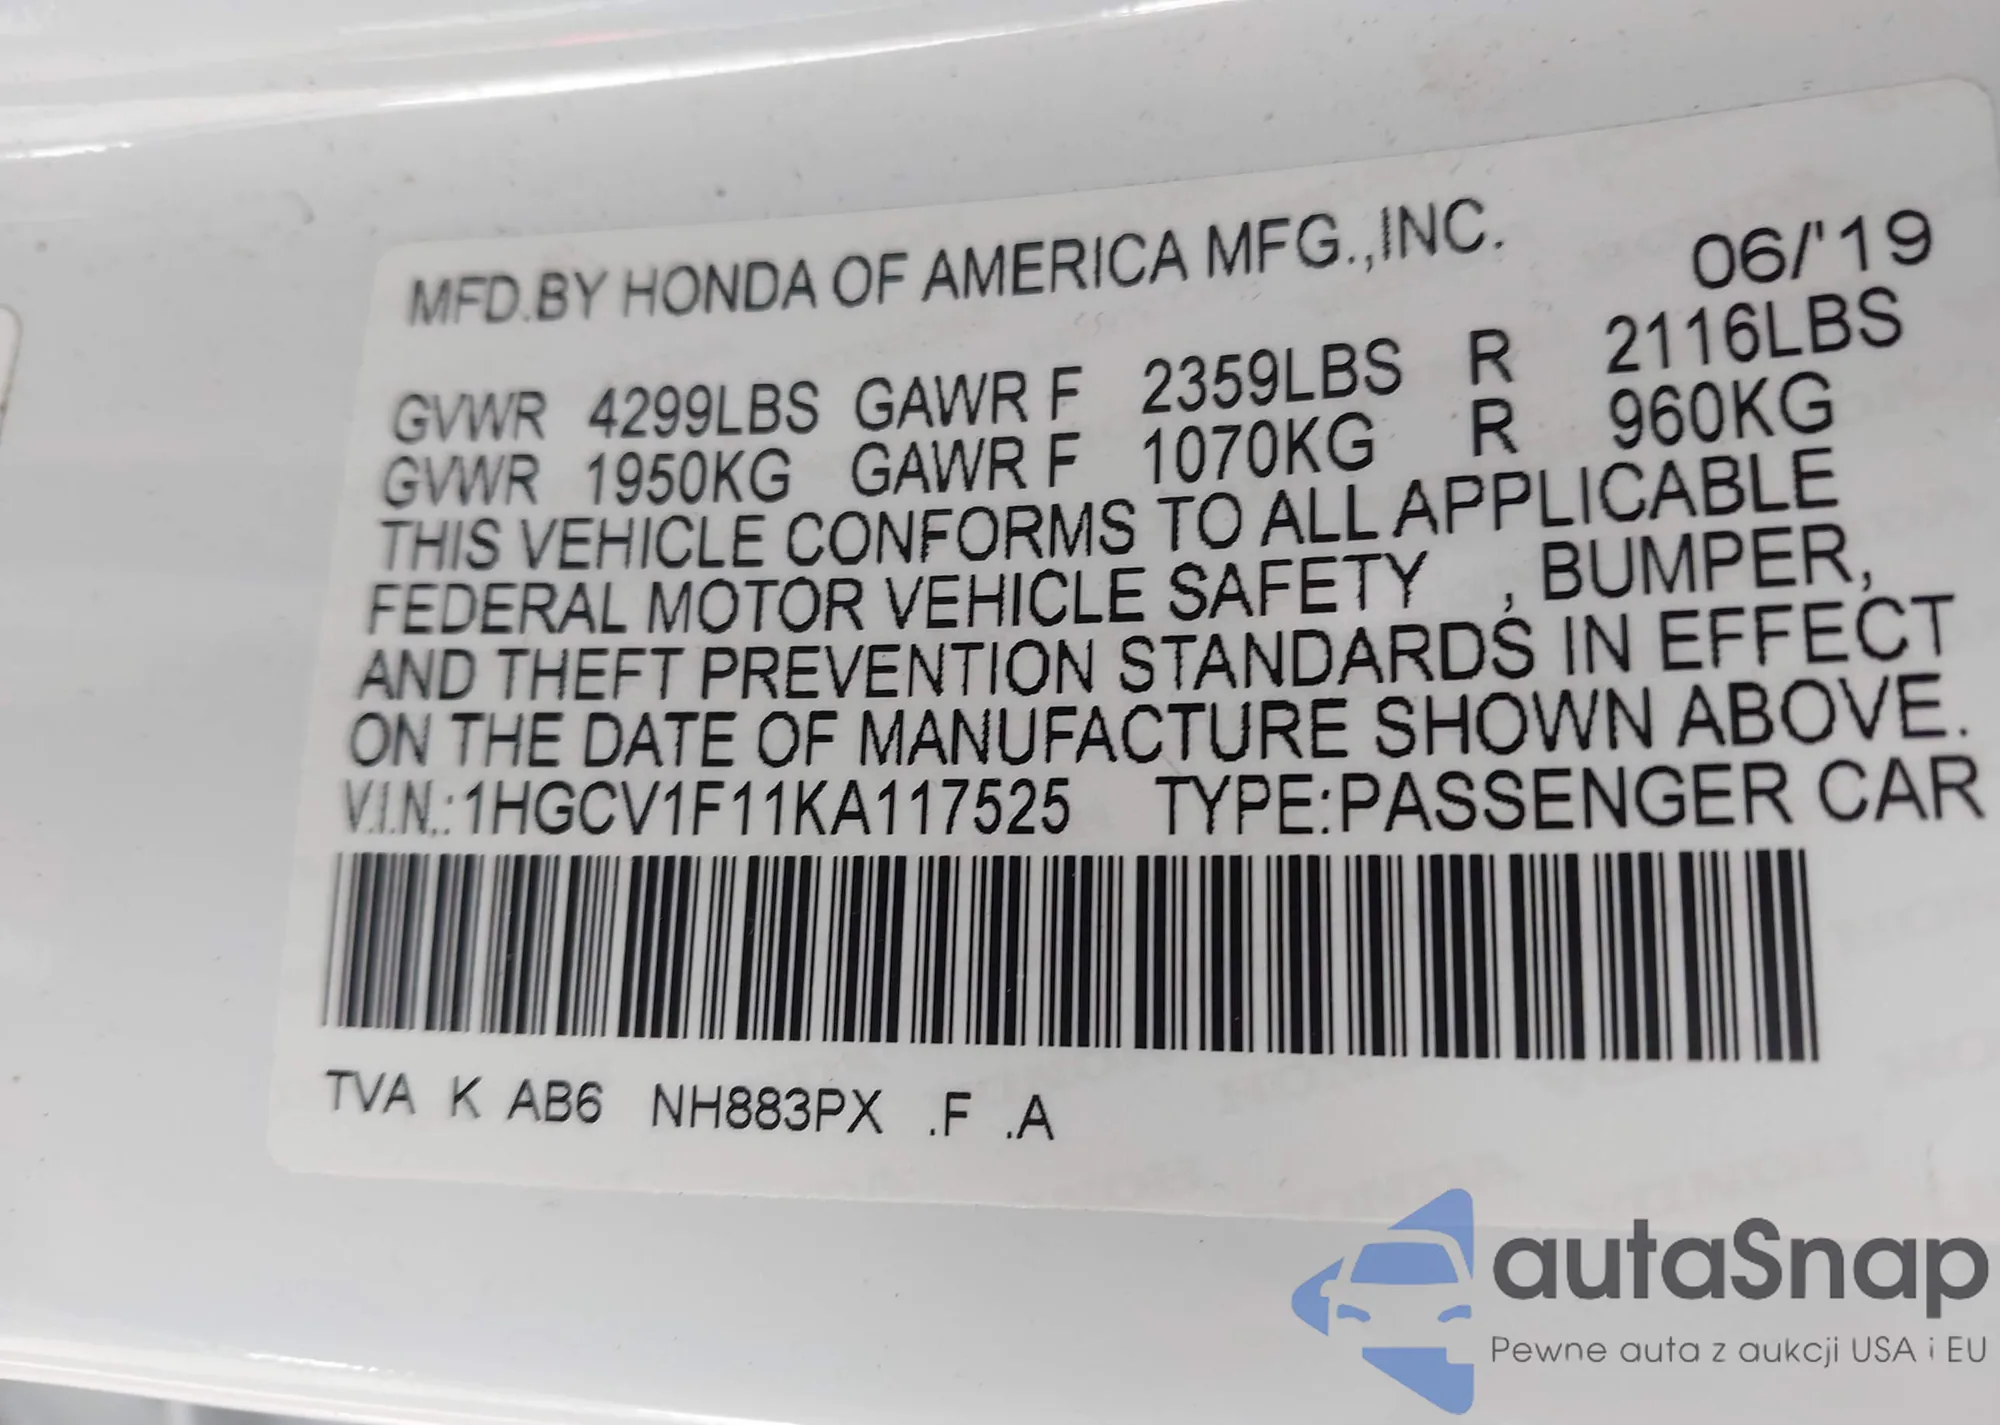 MFD.BY HONDA OF AMERICA MFG.,INC. 06/'19
GVWR 4299LBS GAWR F 2359LBS R 2116LBS
GVWR 1950KG GAWR F 1070KG R 960KG
THIS VEHICLE CONFORMS TO ALL APPLICABLE
FEDERAL MOTOR VEHICLE SAFETY , BUMPER,
AND THEFT PREVENTION STANDARDS IN EFFECT
ON THE DATE OF MANUFACTURE SHOWN ABOVE.
V.I.N.:1HGCV1F11KA117525 TYPE:PASSENGER CAR
TVA K AB6 NH883PX .F .A
autaSnap
Pewne auta z aukcji USA i EU